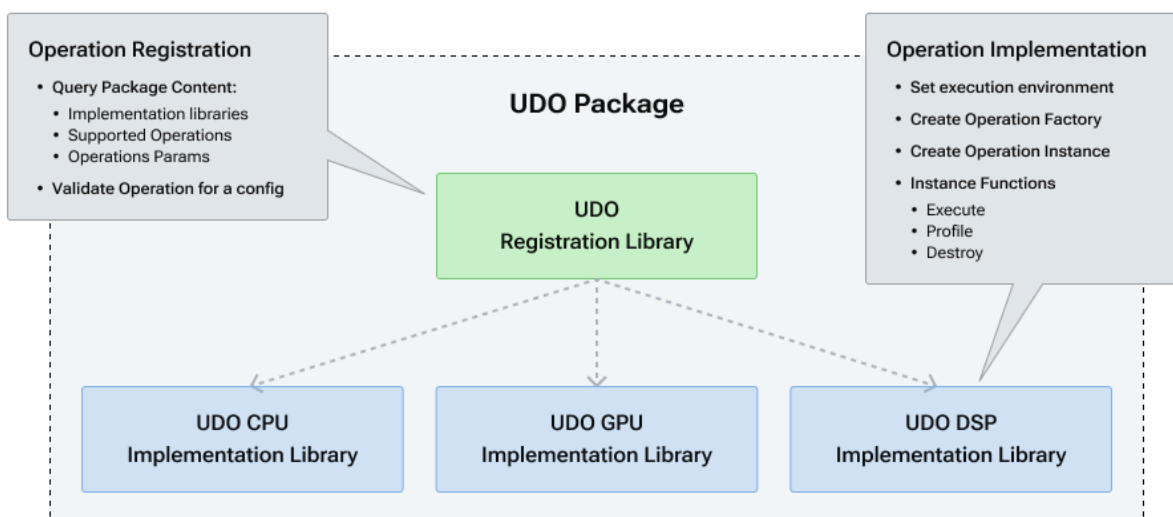 Operation Registration
• Query Package Content:
• Implementation libraries
• Supported Operations
• Operations Params
• Validate Operation for a config
UDO Package
Operation Implementation
• Set execution environment
• Create Operation Factory
• Create Operation Instance
• Instance Functions
• Execute
• Profile
• Destroy
UDO
Registration Library
UDO CPU
Implementation Library
UDO GPU
Implementation Library
UDO DSP
Implementation Library